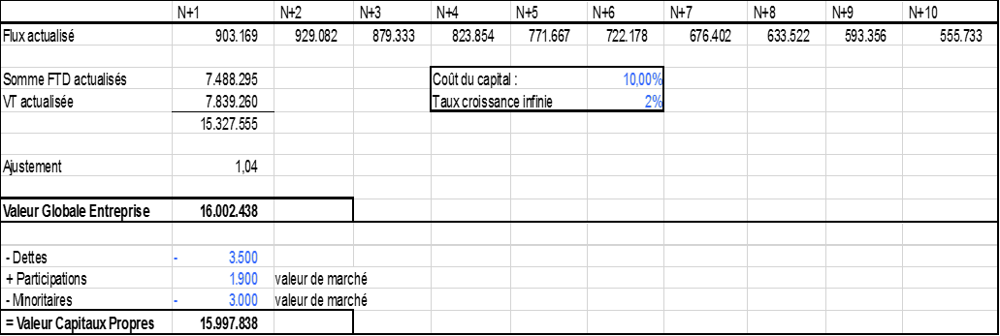 N+1 N+2 N+3 N+4 N+5 N+6 N+7 N+8 N+9 N+10
Flux actualisé 903.169 929.082 879.333 823.854 771.667 722.178 676.402 633.522 593.356 555.733
Somme FTD actualisés 7.488.295 Coût du capital : 10,00%
VT actualisée 7.839.260 Taux croissance infinie 2%
15.327.555
Ajustement 1,04
Valeur Globale Entreprise 16.002.438
- Dettes - 3.500
+ Participations 1.900 valeur de marché
- Minoritaires - 3.000 valeur de marché
= Valeur Capitaux Propres 15.997.838